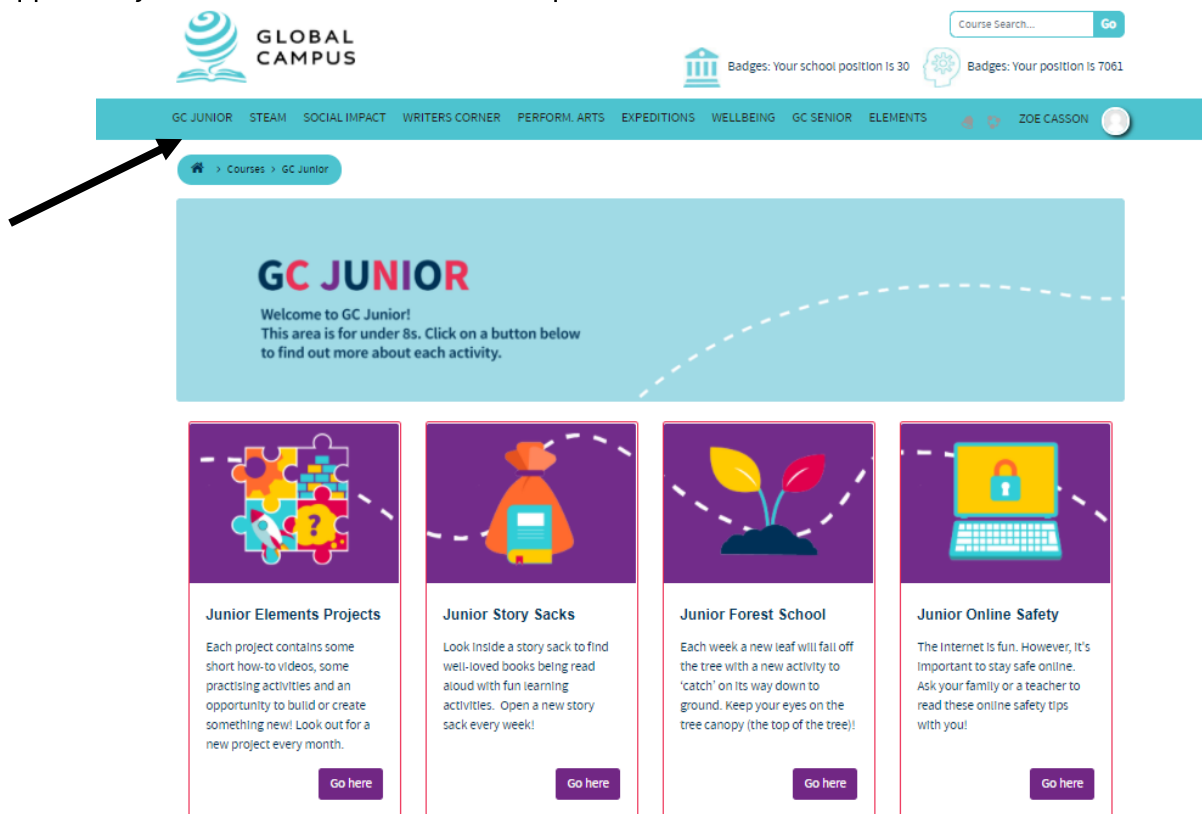 Course Search...
Go
GLOBAL
CAMPUS
Badges: Your school position is 30
Badges: Your position is 7061
GC JUNIOR STEAM SOCIAL IMPACT WRITERS CORNER PERFORM. ARTS EXPEDITIONS WELLBEING GC SENIOR ELEMENTS ZOE CASSON
> Courses > GC Junior
GC JUNIOR
Welcome to GC Junior!
This area is for under 8s. Click on a button below
to find out more about each activity.
?
Junior Elements Projects
Each project contains some
short how-to videos, some
practising activities and an
opportunity to build or create
something new! Look out for a
new project every month.
Go here
Junior Story Sacks
Look inside a story sack to find
well-loved books being read
aloud with fun learning
activities. Open a new story
sack every week!
Go here
Junior Forest School
Each week a new leaf will fall off
the tree with a new activity to
‘catch’ on its way down to
ground. Keep your eyes on the
tree canopy (the top of the tree)!
Go here
Junior Online Safety
The Internet is fun. However, it's
important to stay safe online.
Ask your family or a teacher to
read these online safety tips
with you!
Go here